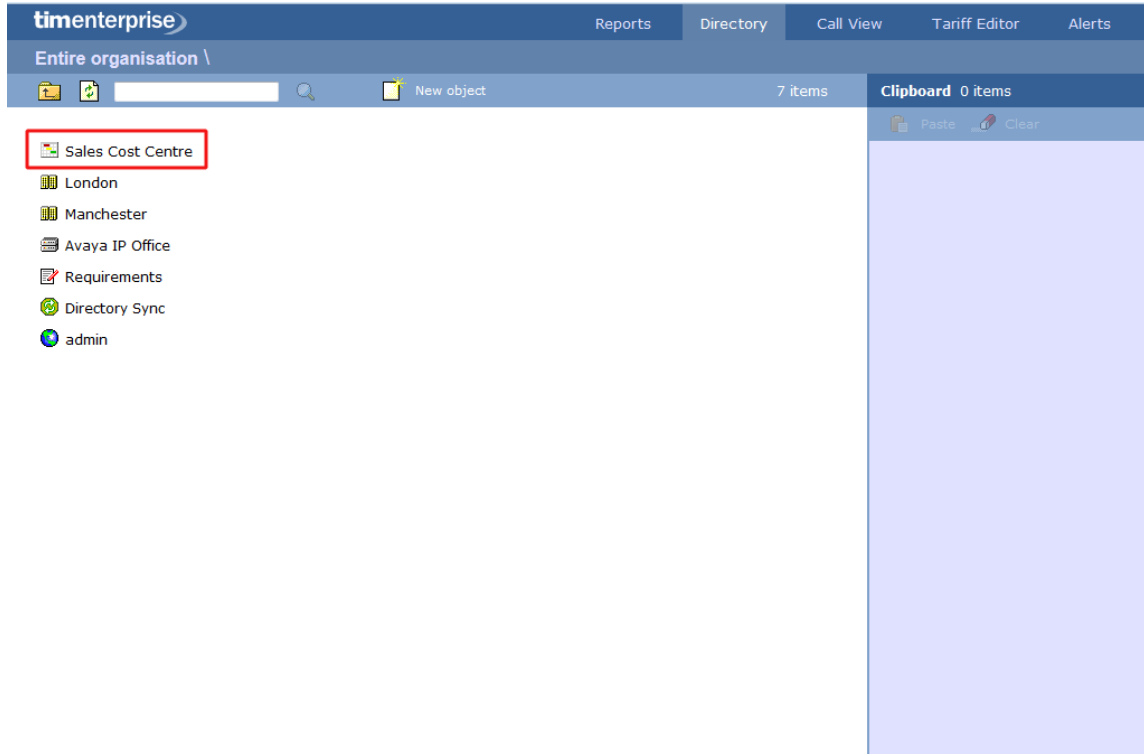 timenterprise Reports Directory Call View Tariff Editor Alerts
Entire organisation \
New object 7 items Clipboard 0 items
Paste Clear
Sales Cost Centre
London
Manchester
Avaya IP Office
Requirements
Directory Sync
admin